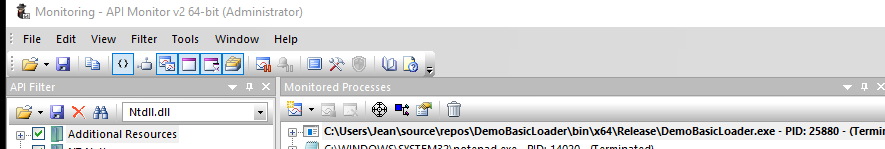 Monitoring - API Monitor v2 64-bit (Administrator)
File Edit View Filter Tools Window Help
API Filter
Monitored Processes
Ntdll.dll
Additional Resources
C:\Users\Jean\source\repos\DemoBasicLoader\bin\x64\Release\DemoBasicLoader.exe - PID: 25880 - (Termin
C:\WINDOWS\SYSTEM32\notepad.exe - PID: 14020 - (Terminated)